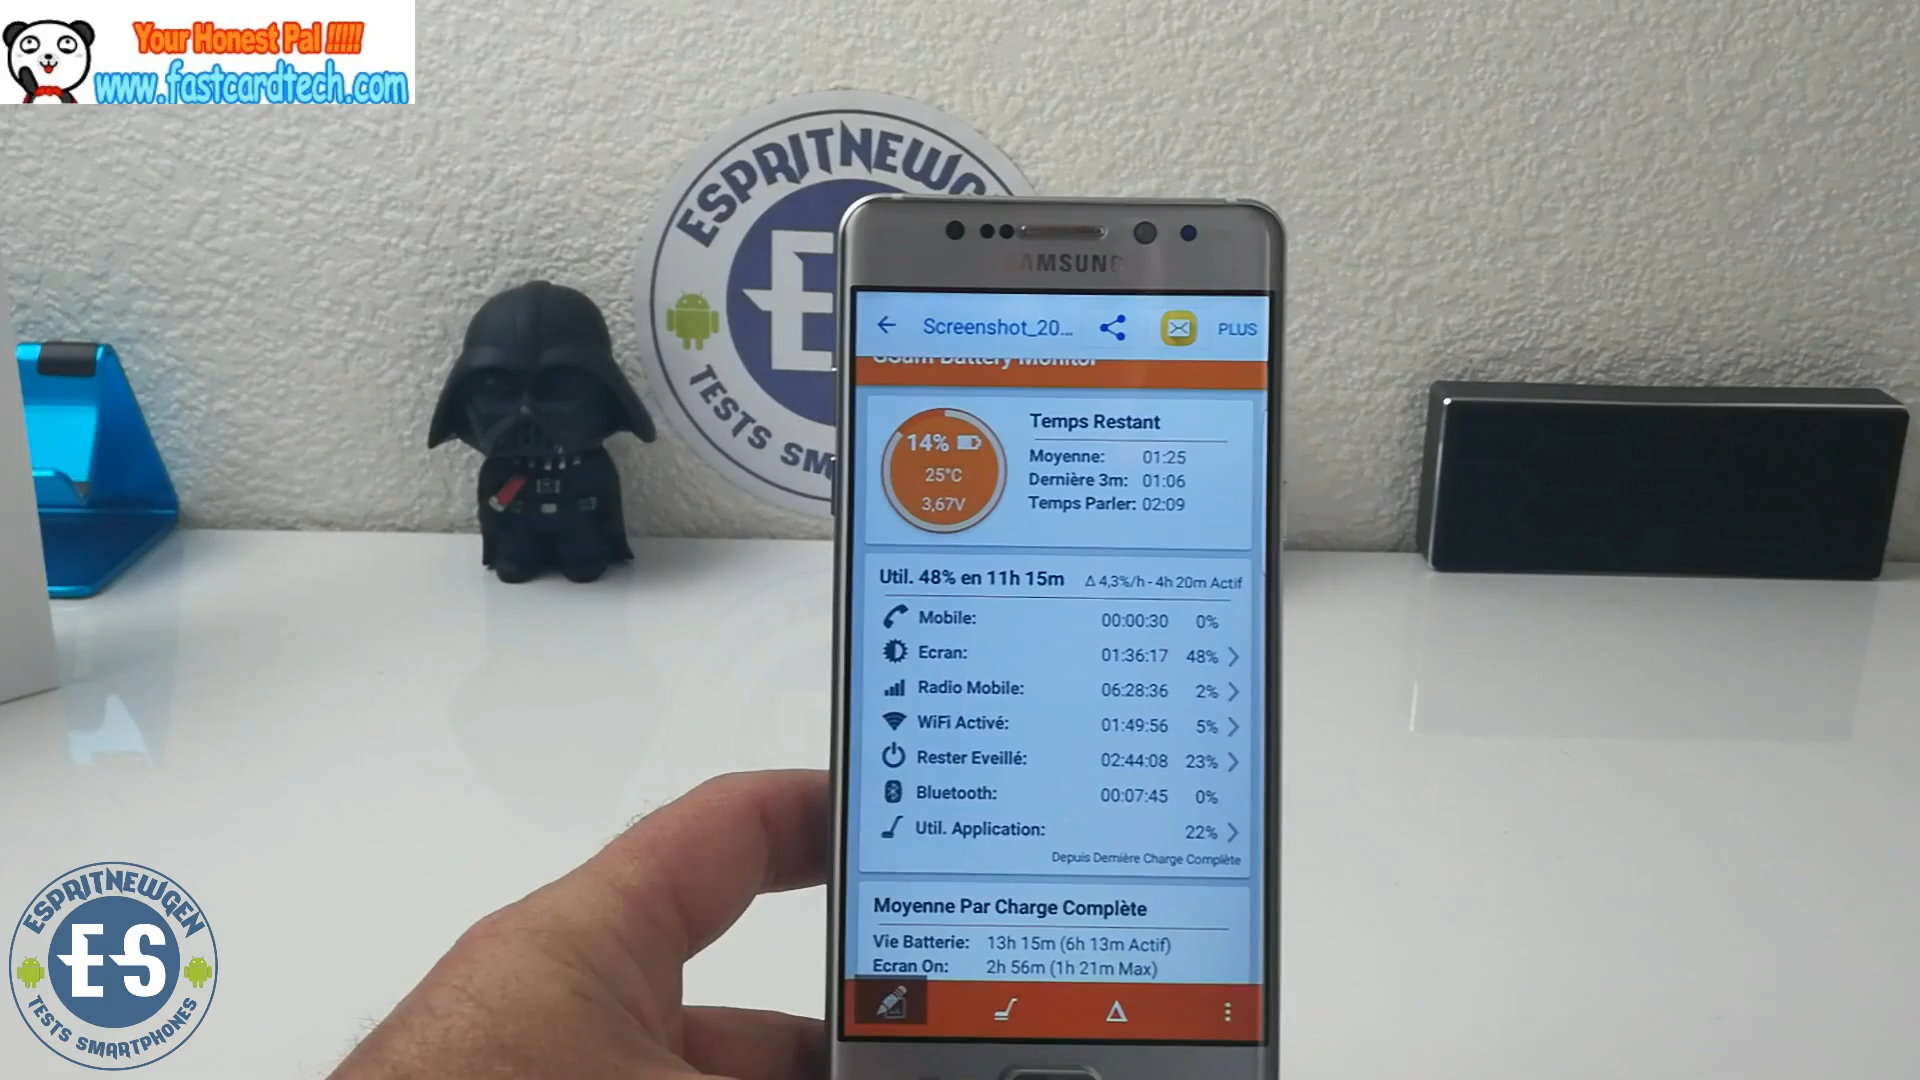 Your Honest Pal !!!!!
www.fastcardtech.com
ESPRITNEWG
TESTS SM
SAMSUNG
Screenshot_20... PLUS
GSam Battery Monitor
14%
25°C
3,67V
Temps Restant
Moyenne: 01:25
Dernière 3m: 01:06
Temps Parler: 02:09
Util. 48% en 11h 15m Δ 4,3%/h - 4h 20m Actif
Mobile: 00:00:30 0%
Ecran: 01:36:17 48%
Radio Mobile: 06:28:36 2%
WiFi Activé: 01:49:56 5%
Rester Eveillé: 02:44:08 23%
Bluetooth: 00:07:45 0%
Util. Application: 22%
Depuis Dernière Charge Complète
Moyenne Par Charge Complète
Vie Batterie: 13h 15m (6h 13m Actif)
Ecran On: 2h 56m (1h 21m Max)
ESPRITNEWGEN
ES
TESTS SMARTPHONES